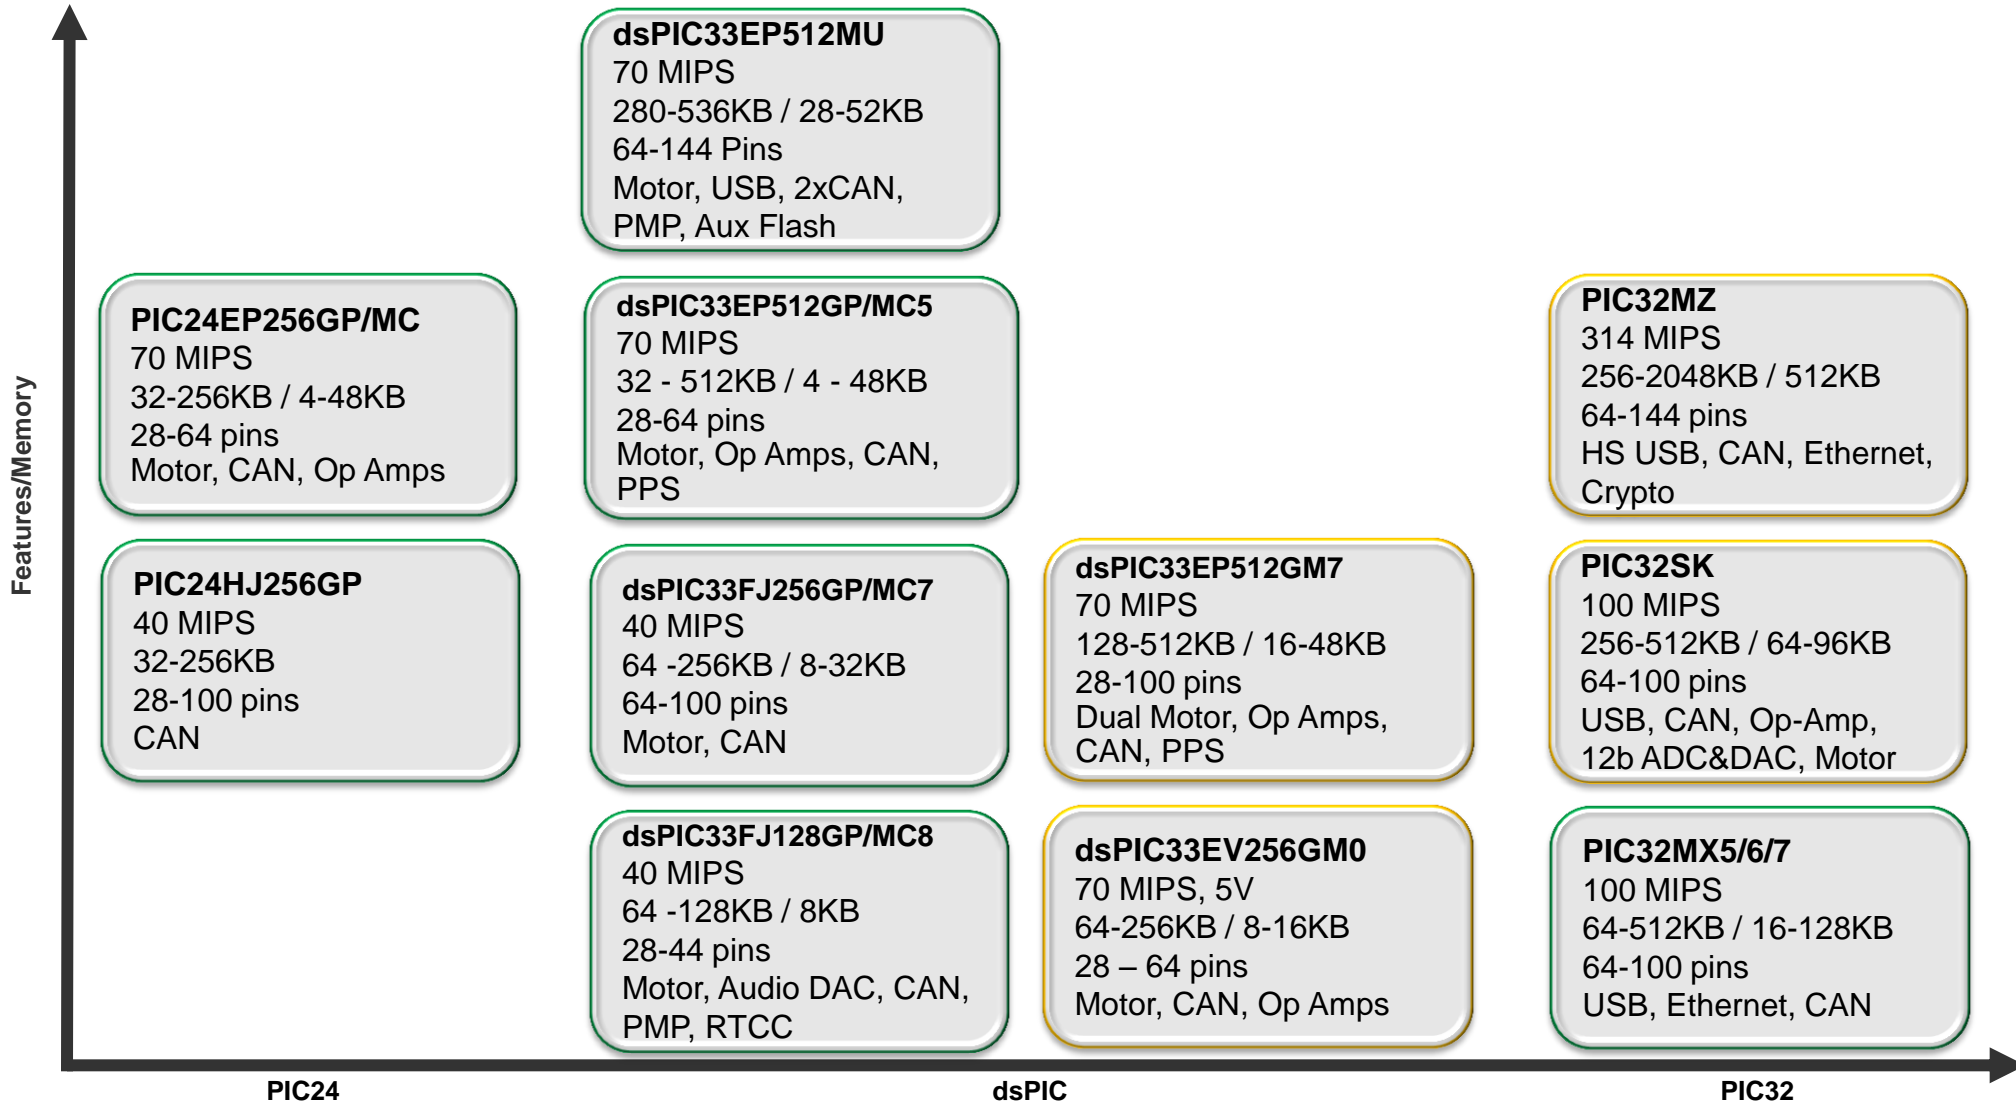 Features/Memory
dsPIC33EP512MU
70 MIPS
280-536KB / 28-52KB
64-144 Pins
Motor, USB, 2xCAN,
PMP, Aux Flash
PIC24EP256GP/MC
70 MIPS
32-256KB / 4-48KB
28-64 pins
Motor, CAN, Op Amps
dsPIC33EP512GP/MC5
70 MIPS
32 - 512KB / 4 - 48KB
28-64 pins
Motor, Op Amps, CAN,
PPS
PIC32MZ
314 MIPS
256-2048KB / 512KB
64-144 pins
HS USB, CAN, Ethernet,
Crypto
PIC24HJ256GP
40 MIPS
32-256KB
28-100 pins
CAN
dsPIC33FJ256GP/MC7
40 MIPS
64 -256KB / 8-32KB
64-100 pins
Motor, CAN
dsPIC33EP512GM7
70 MIPS
128-512KB / 16-48KB
28-100 pins
Dual Motor, Op Amps,
CAN, PPS
PIC32SK
100 MIPS
256-512KB / 64-96KB
64-100 pins
USB, CAN, Op-Amp,
12b ADC&DAC, Motor
dsPIC33FJ128GP/MC8
40 MIPS
64 -128KB / 8KB
28-44 pins
Motor, Audio DAC, CAN,
PMP, RTCC
dsPIC33EV256GM0
70 MIPS, 5V
64-256KB / 8-16KB
28 – 64 pins
Motor, CAN, Op Amps
PIC32MX5/6/7
100 MIPS
64-512KB / 16-128KB
64-100 pins
USB, Ethernet, CAN
PIC24
dsPIC
PIC32